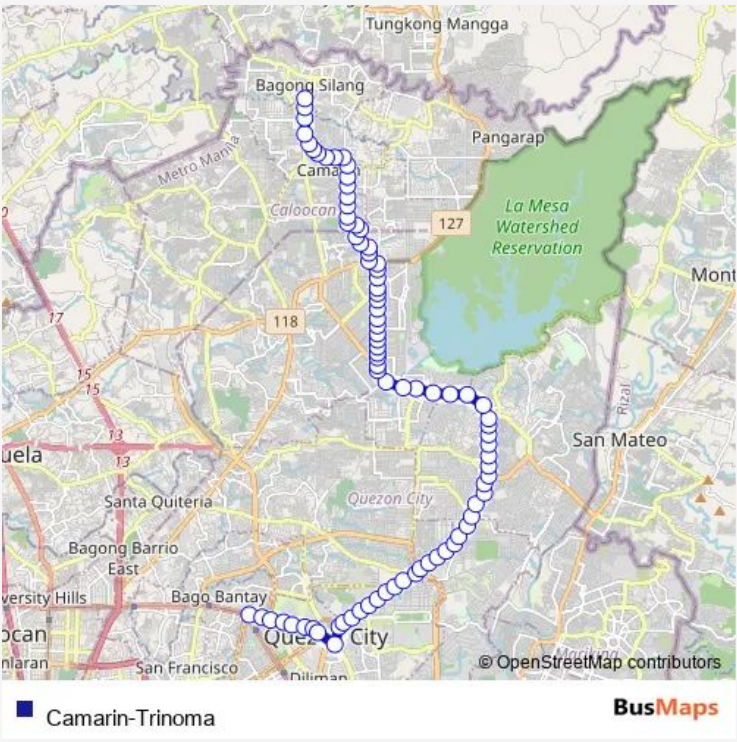 Tungkong Mangga
Bagong Silang
Pangarap
Metro Manila
La Mesa
Watershed
Reservation
Caloocan
127
Mont
17
118
15
15
Rizal
13
13
San Mateo
uela
Quezon City
Santa Quiteria
Bagong Barrio
East
versity Hills
Bago Bantay
ocan
City
nlaran
San Francisco
Diliman
Marikina
© OpenStreetMap contributors
Camarin-Trinoma
BusMaps